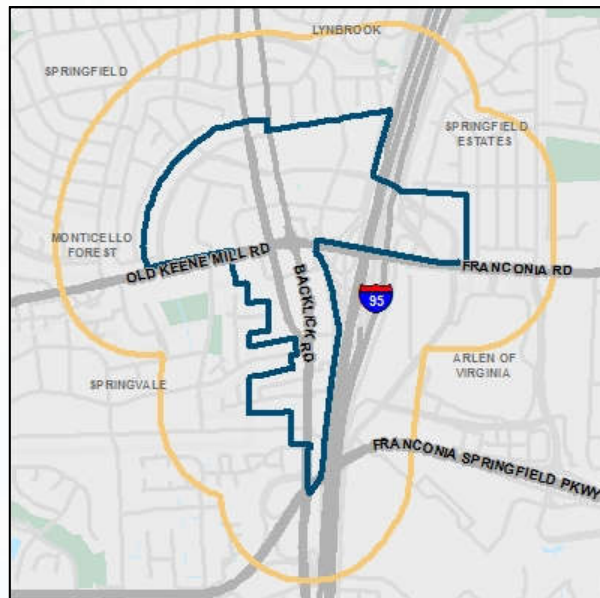 LYNBROOK
SPRINGFIELD
SPRINGFIELD
ESTATES
MONTICELLO
FOREST
OLD KEENE MILL RD
BACKLICK RD
FRANCONIA RD
95
SPRINGVALE
ARLEN OF
VIRGINIA
FRANCONIA SPRINGFIELD PKWY